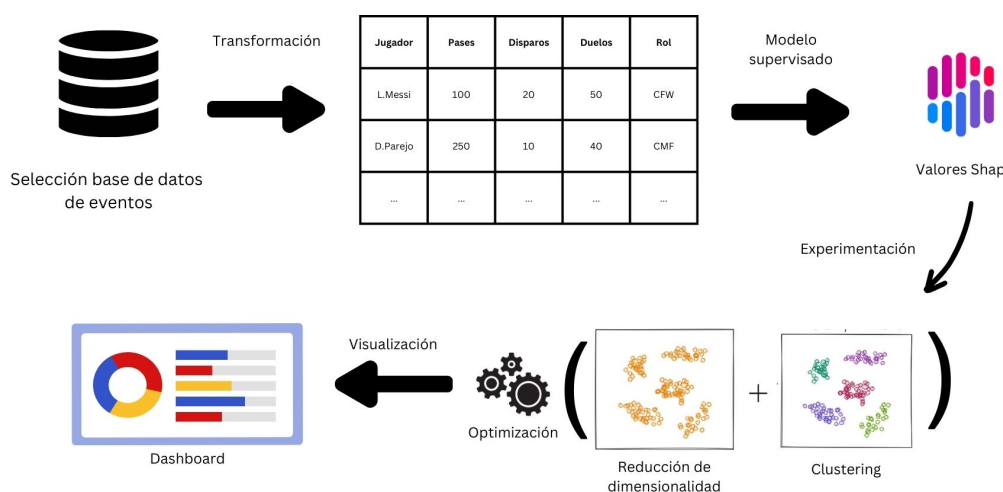 Selección base de datos
de eventos
Transformación
Jugador Pases Disparos Duelos Rol
L.Messi 100 20 50 CFW
D.Parejo 250 10 40 CMF
... ... ... ... ...
Modelo
supervisado
Valores Shap
Experimentación
Reducción de
dimensionalidad
+
Clustering
Optimización
Visualización
Dashboard